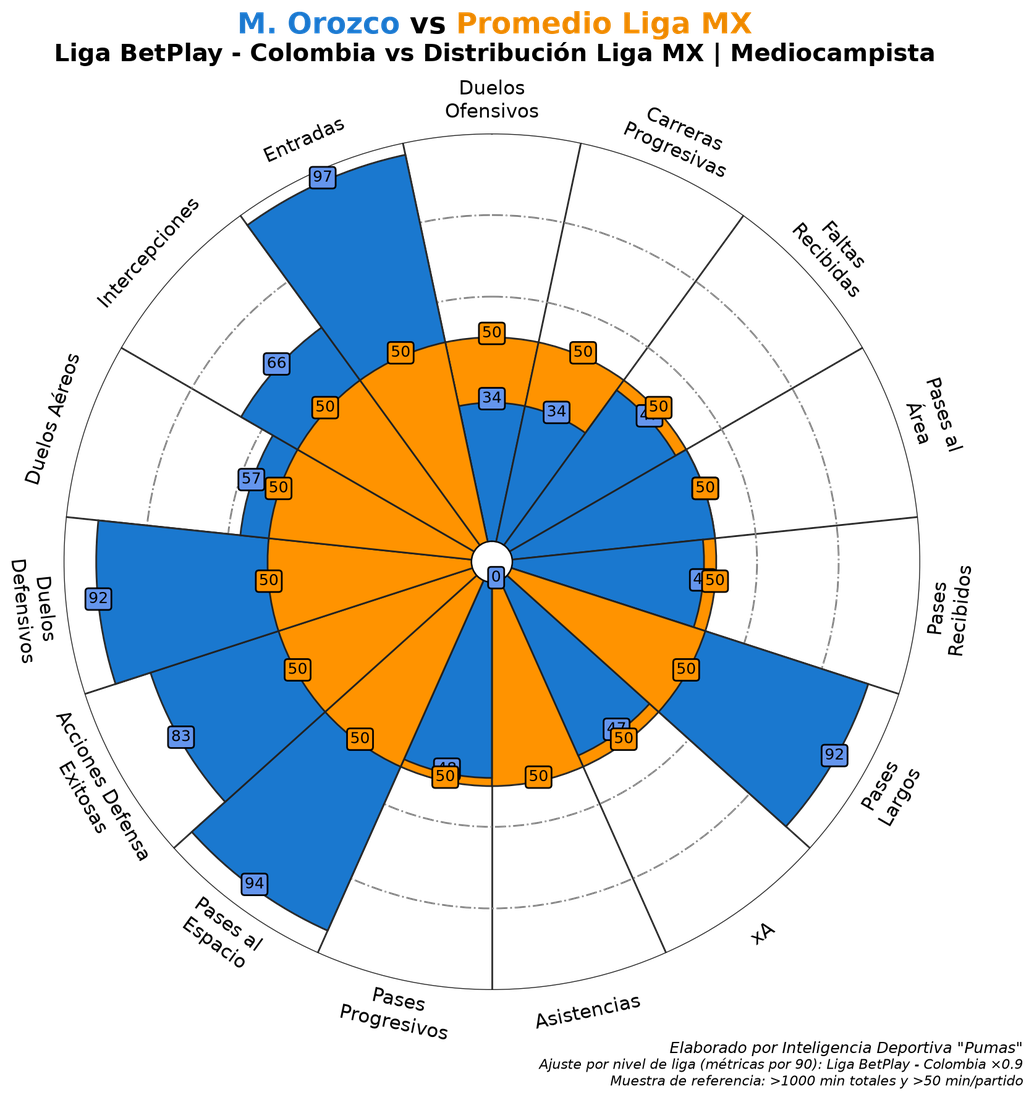 M. Orozco vs Promedio Liga MX
Liga BetPlay - Colombia vs Distribución Liga MX | Mediocampista
Duelos
Ofensivos
Carreras
Progresivas
Faltas
Recibidas
Pases al
Área
Pases
Recibidos
Pases
Largos
xA
Asistencias
Pases
Progresivos
Pases al
Espacio
Acciones Defensa
Exitosas
Duelos
Defensivos
Duelos Aéreos
Intercepciones
Entradas
97
50
50
50
34
34
50
66
50
57
50
50
92
50
0
50
83
50
50
92
94
50
50
50
47
50
Elaborado por Inteligencia Deportiva "Pumas"
Ajuste por nivel de liga (métricas por 90): Liga BetPlay - Colombia ×0.9
Muestra de referencia: >1000 min totales y >50 min/partido